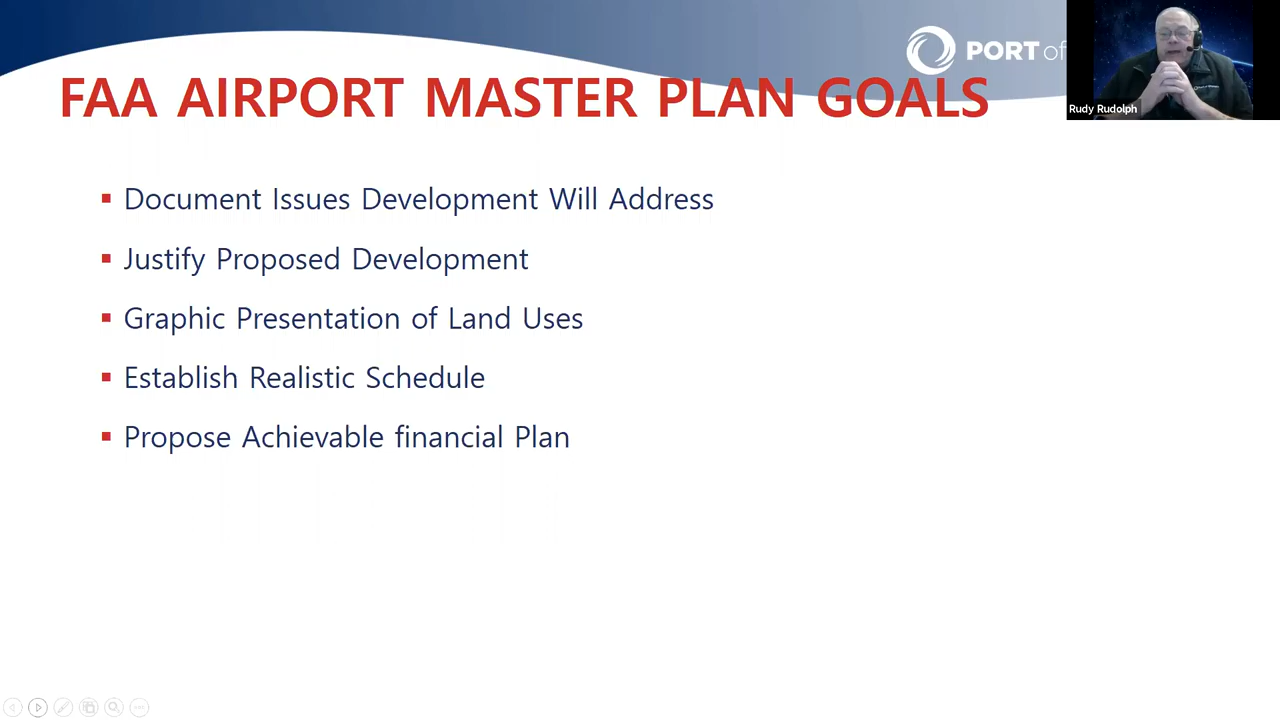 PORT of
FAA AIRPORT MASTER PLAN GOALS
Rudy Rudolph
Document Issues Development Will Address
Justify Proposed Development
Graphic Presentation of Land Uses
Establish Realistic Schedule
Propose Achievable financial Plan